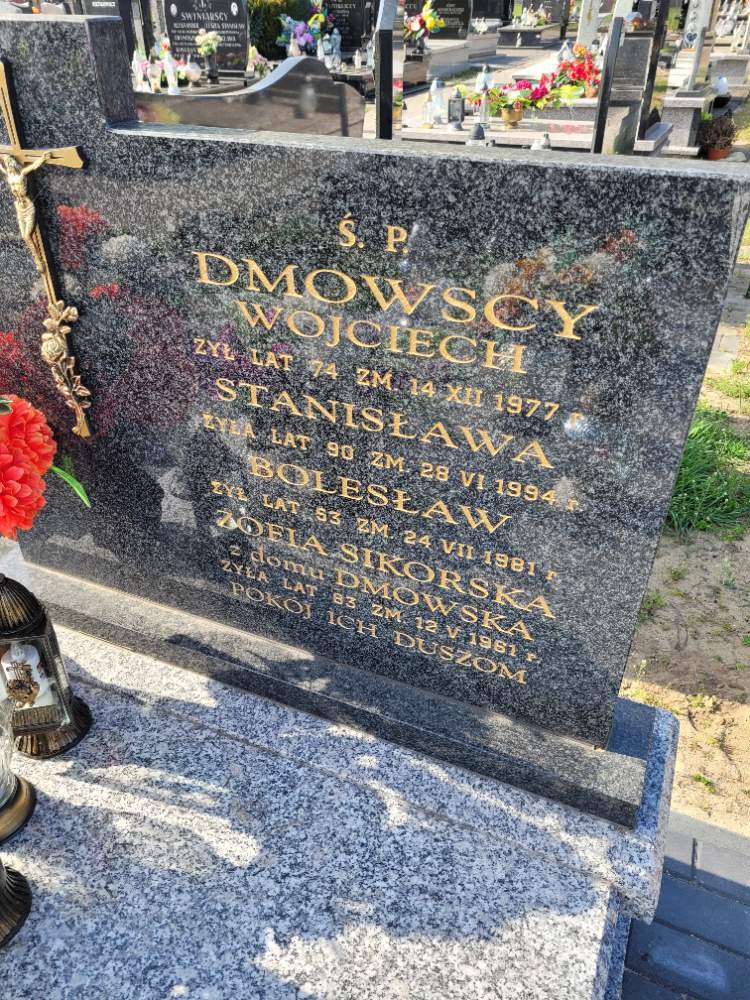 Ś. P.
DMOWSCY
WOJCIECH
ŻYŁ LAT 74 ZM. 14 XII 1977 r.
STANISŁAWA
ŻYŁA LAT 90 ZM. 28 VI 1994 r.
BOLESŁAW
ŻYŁ LAT 53 ZM. 24 VII 1981 r.
ZOFIA SIKORSKA
z domu DMOWSKA
ŻYŁA LAT 83 ZM. 12 V 1961 r.
POKÓJ ICH DUSZOM